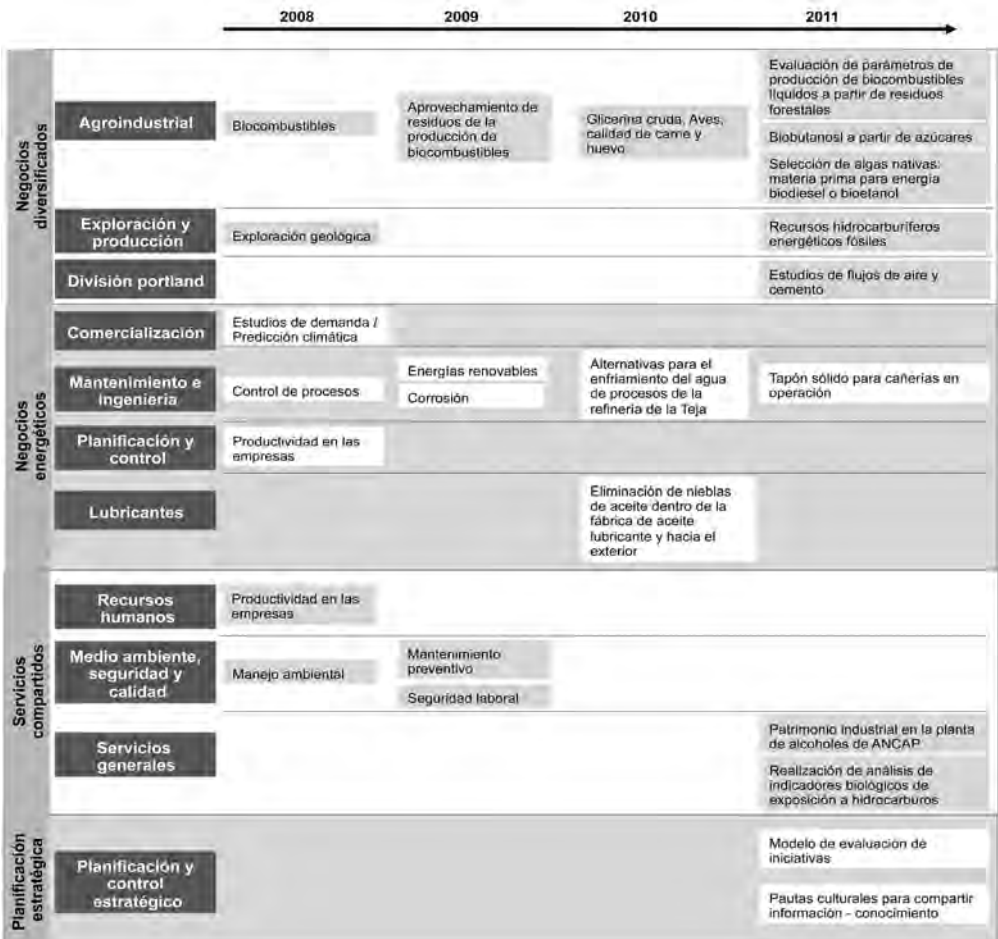 2008 2009 2010 2011
Negocios
diversificados
Agroindustrial
Biocombustibles
Aprovechamiento de
residuos de la
producción de
biocombustibles
Glicerina cruda, Aves,
calidad de carne y
huevo
Evaluación de parámetros de
producción de biocombustibles
líquidos a partir de residuos
forestales
Biobutanosl a partir de azúcares
Selección de algas nativas:
materia prima para energía
biodiesel o bioetanol
Exploración y
producción
Exploración geológica
Recursos hidrocarburíferos
energéticos fósiles
División portland
Estudios de flujos de aire y
cemento
Negocios
energéticos
Comercialización
Estudios de demanda /
Predicción climática
Mantenimiento e
ingeniería
Control de procesos
Energías renovables
Corrosión
Alternativas para el
enfriamiento del agua
de procesos de la
refinería de la Teja
Tapón sólido para cañerías en
operación
Planificación y
control
Productividad en las
empresas
Lubricantes
Eliminación de nieblas
de aceite dentro de la
fábrica de aceite
lubricante y hacia el
exterior
Servicios
compartidos
Recursos
humanos
Productividad en las
empresas
Medio ambiente,
seguridad y
calidad
Manejo ambiental
Mantenimiento
preventivo
Seguridad laboral
Servicios
generales
Patrimonio industrial en la planta
de alcoholes de ANCAP
Realización de análisis de
indicadores biológicos de
exposición a hidrocarburos
Planificación
estratégica
Planificación y
control
estratégico
Modelo de evaluación de
iniciativas
Pautas culturales para compartir
información - conocimiento